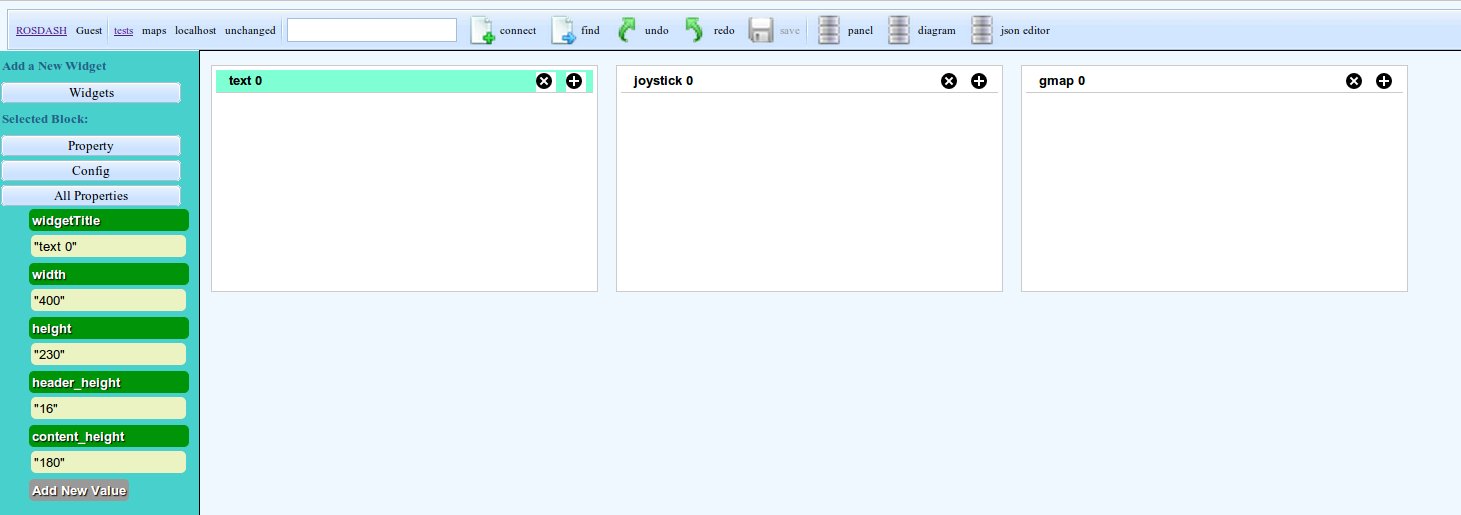 ROSDASH Guest tests maps localhost unchanged connect find undo redo save panel diagram json editor
Add a New Widget
Widgets
Selected Block:
Property
Config
All Properties
widgetTitle
"text 0"
width
"400"
height
"230"
header_height
"16"
content_height
"180"
Add New Value
text 0
joystick 0
gmap 0